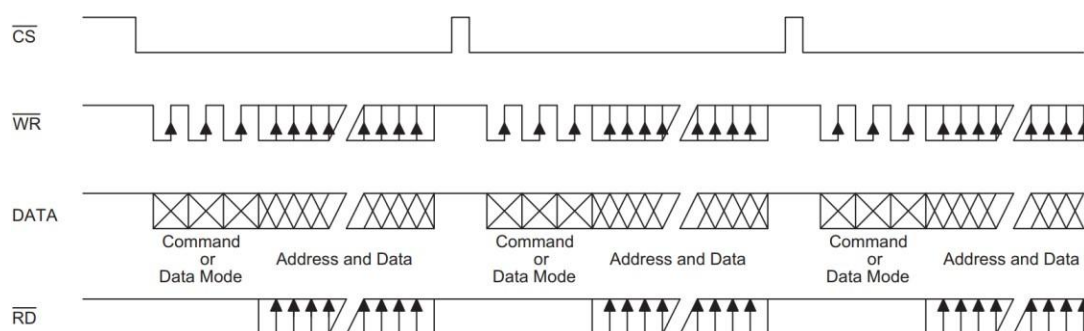 CS
WR
DATA
Command
or
Data Mode
Address and Data
Command
or
Data Mode
Address and Data
Command
or
Data Mode
Address and Data
RD